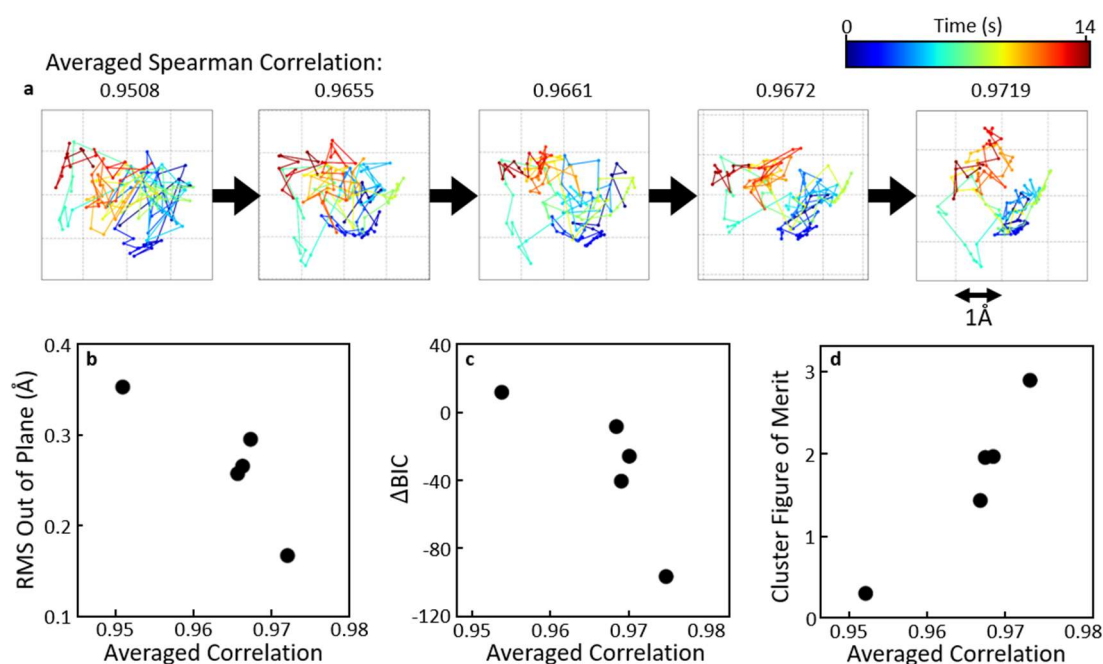 0 Time (s) 14
Averaged Spearman Correlation:
a
0.9508 0.9655 0.9661 0.9672 0.9719
1Å
b
RMS Out of Plane (Å)
0.4
0.3
0.2
0.1
0.95 0.96 0.97 0.98
Averaged Correlation
c
ΔBIC
40
0
-40
-80
-120
0.95 0.96 0.97 0.98
Averaged Correlation
d
Cluster Figure of Merit
3
2
1
0
0.95 0.96 0.97 0.98
Averaged Correlation